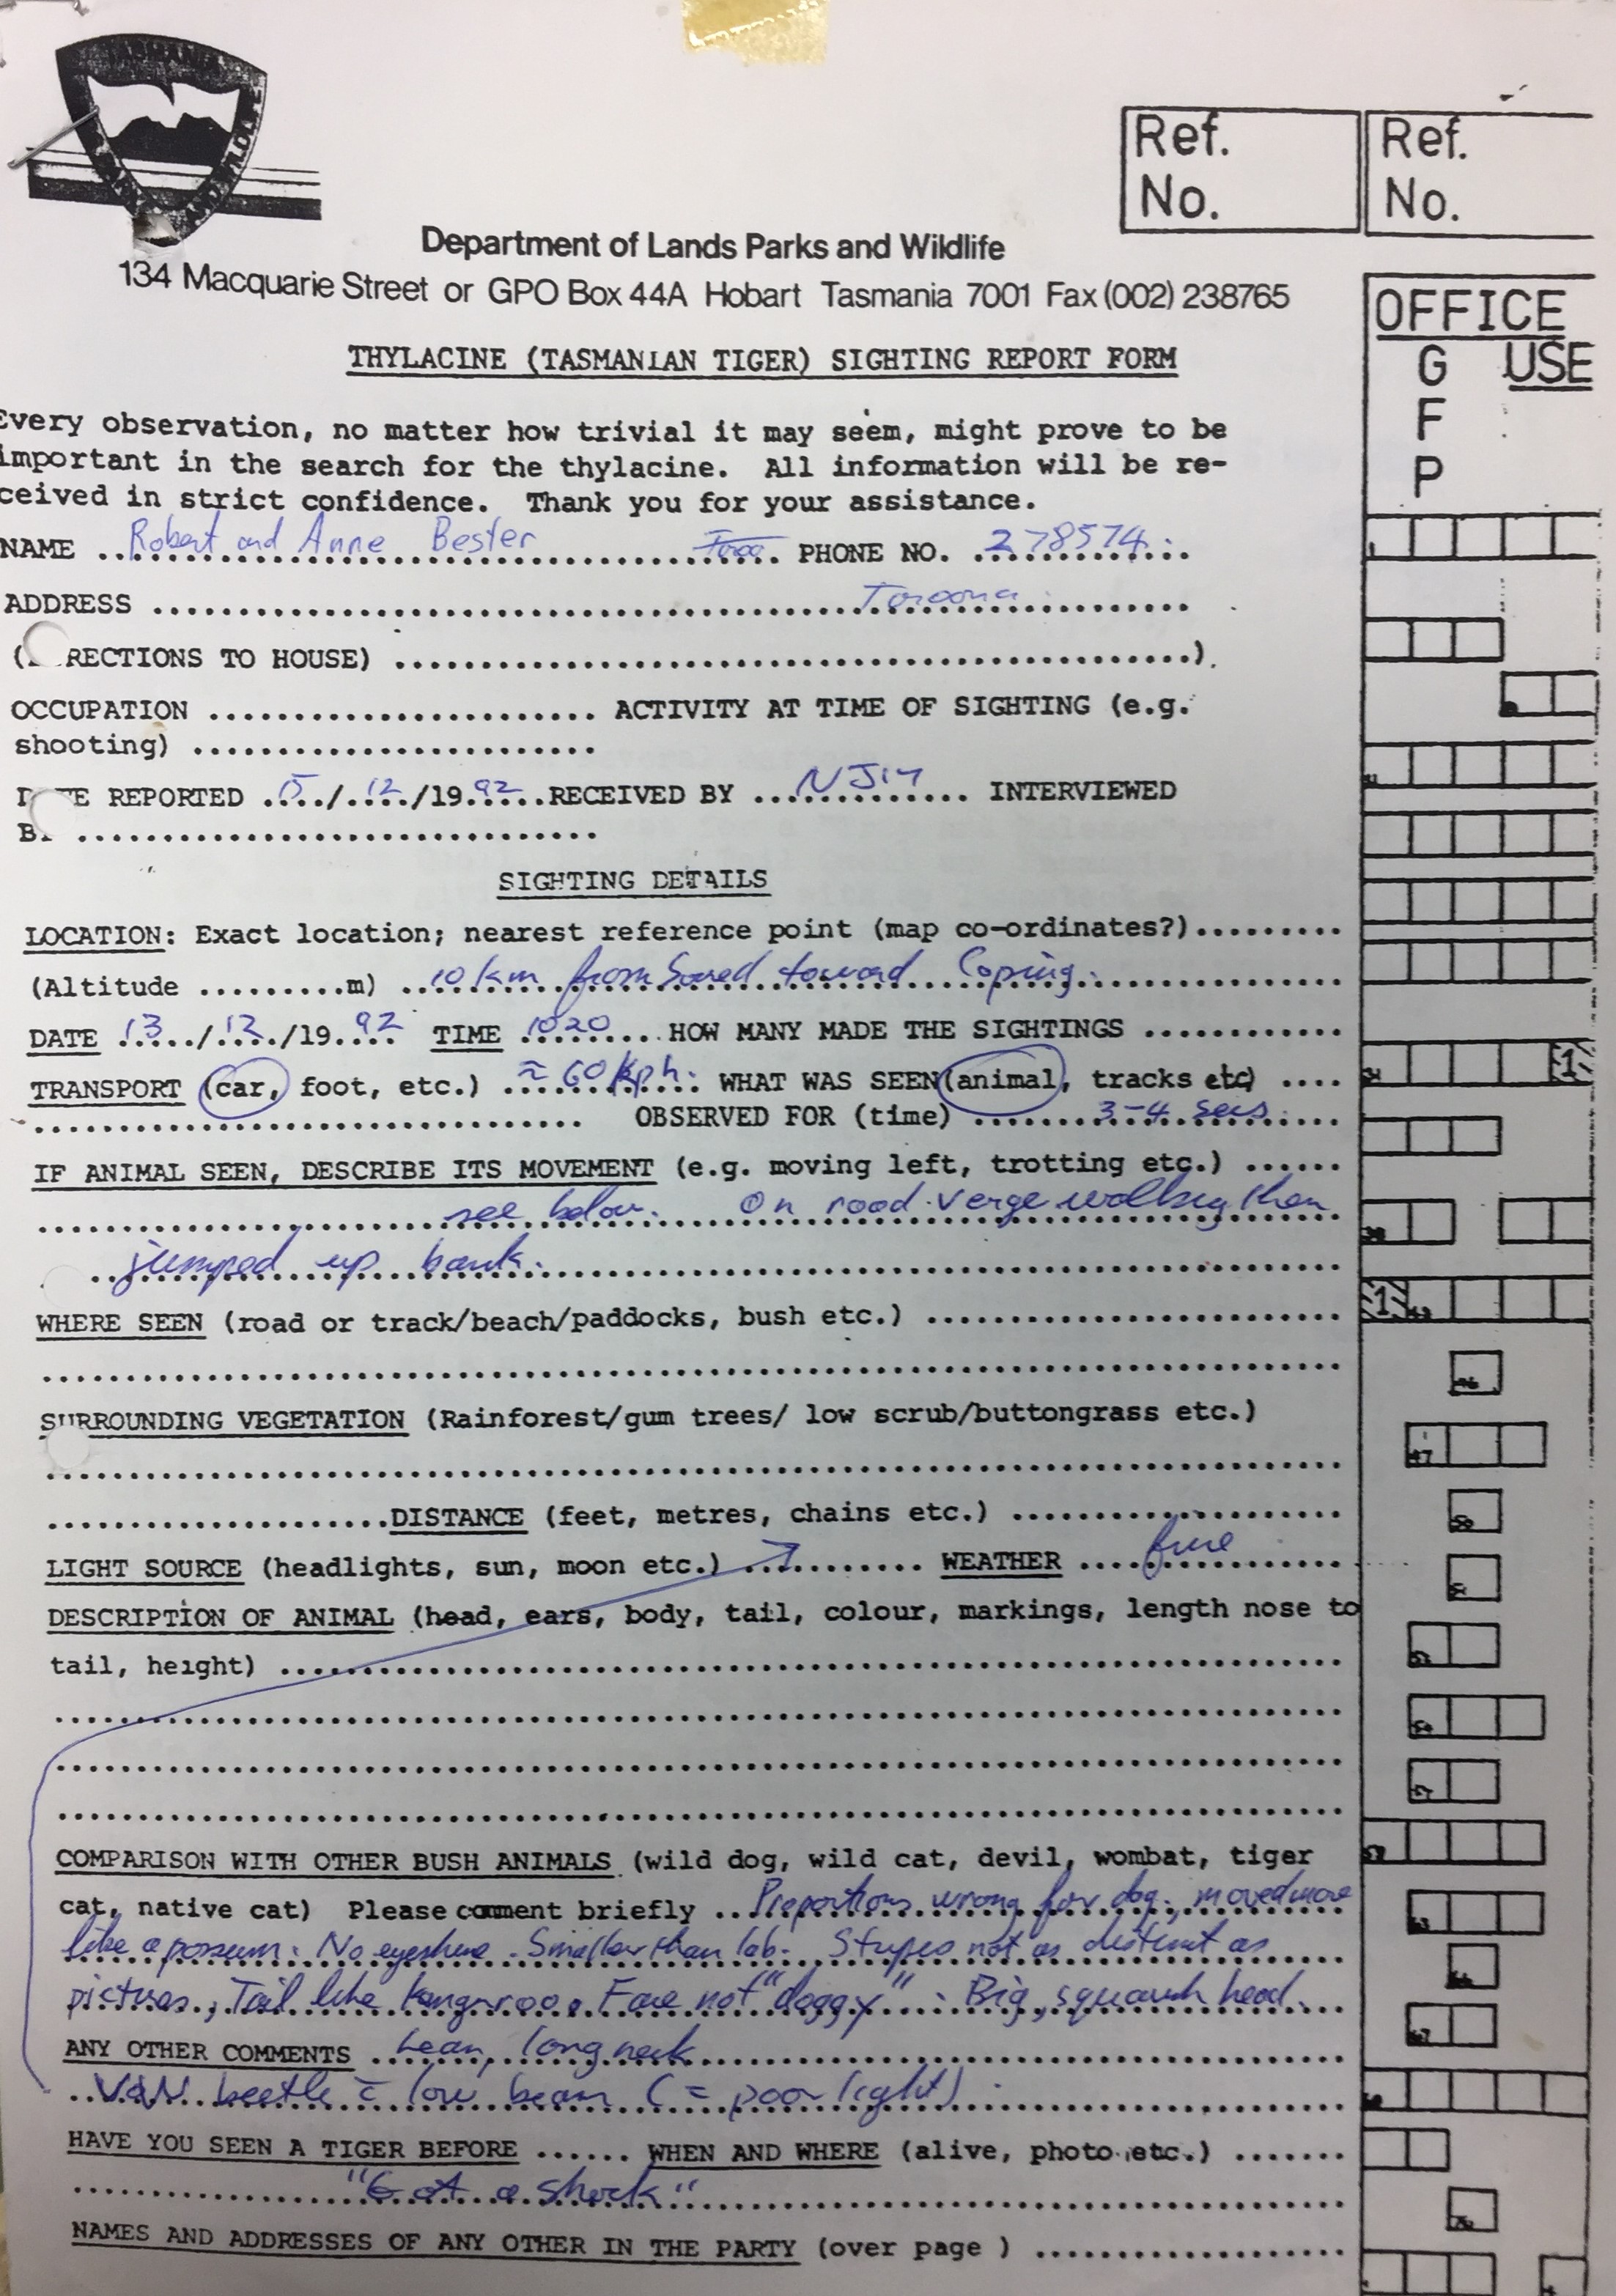 TASMANIA
Ref.
No.
Ref.
No.
Department of Lands Parks and Wildlife
134 Macquarie Street or GPO Box 44A Hobart Tasmania 7001 Fax (002) 238765
OFFICE
USE
G
F
P
THYLACINE (TASMANIAN TIGER) SIGHTING REPORT FORM
Every observation, no matter how trivial it may seem, might prove to be
important in the search for the thylacine. All information will be re-
ceived in strict confidence. Thank you for your assistance.
NAME .. Robert and Anne Bester .... PHONE NO. 278574
ADDRESS .... Taroona
(RECTIONS TO HOUSE) ....).
OCCUPATION .... ACTIVITY AT TIME OF SIGHTING (e.g.
shooting) ....
TE REPORTED 15/12/1992 RECEIVED BY ... NJM ... INTERVIEWED
B ....
SIGHTING DETAILS
LOCATION: Exact location; nearest reference point (map co-ordinates?) ....
(Altitude ....m) .. 10 km from Sorell toward Copping.
DATE 13/12/1992 TIME 1020 HOW MANY MADE THE SIGHTINGS ....
TRANSPORT (car, foot, etc.) ≈ 60 kph. WHAT WAS SEEN (animal, tracks etc) ....
.... OBSERVED FOR (time) ... 3-4 secs.
IF ANIMAL SEEN, DESCRIBE ITS MOVEMENT (e.g. moving left, trotting etc.) ....
see below. On road verge walking then
jumped up bank.
WHERE SEEN (road or track/beach/paddocks, bush etc.) ....
SURROUNDING VEGETATION (Rainforest/gum trees/ low scrub/buttongrass etc.)
.... DISTANCE (feet, metres, chains etc.) ....
LIGHT SOURCE (headlights, sun, moon etc.) .... WEATHER .... fine
DESCRIPTION OF ANIMAL (head, ears, body, tail, colour, markings, length nose to
tail, height) ....
COMPARISON WITH OTHER BUSH ANIMALS (wild dog, wild cat, devil, wombat, tiger
cat, native cat) Please comment briefly ... Proportions wrong for dog, moved more
like a possum. No eyeshine. Smaller than lab. Stripes not as distinct as
pictures, Tail like kangaroo. Face not "doggy". Big, squarish head.
ANY OTHER COMMENTS .. Lean, long neck
VW beetle c̄ low beam (= poor light).
HAVE YOU SEEN A TIGER BEFORE ...... WHEN AND WHERE (alive, photo etc.) ....
"Got a shock"
NAMES AND ADDRESSES OF ANY OTHER IN THE PARTY (over page ) ....